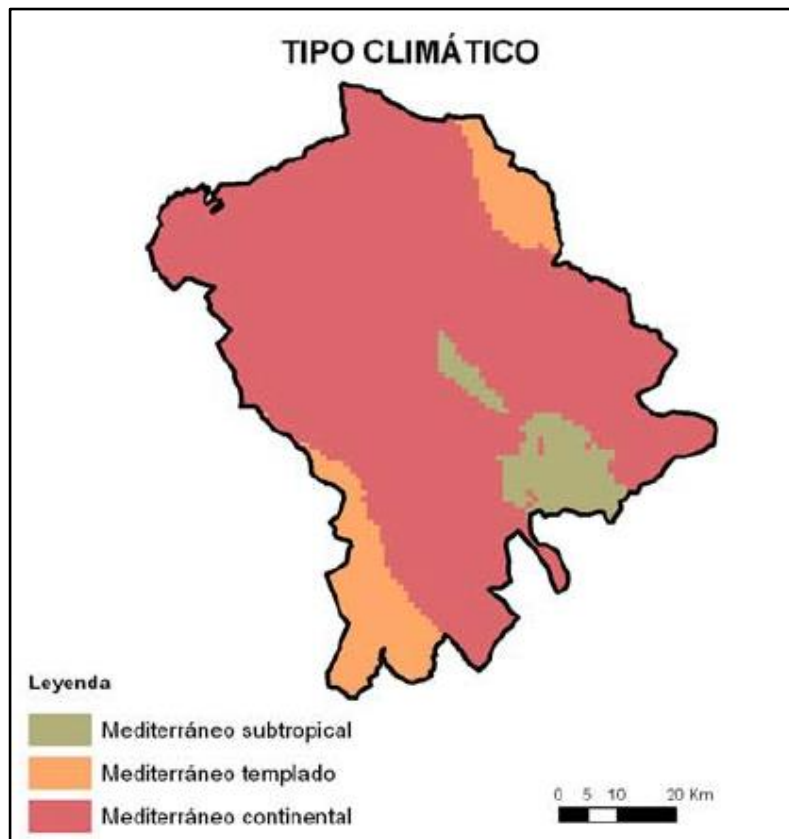 TIPO CLIMÁTICO
Leyenda
Mediterráneo subtropical
Mediterráneo templado
Mediterráneo continental
0 5 10 20 Km